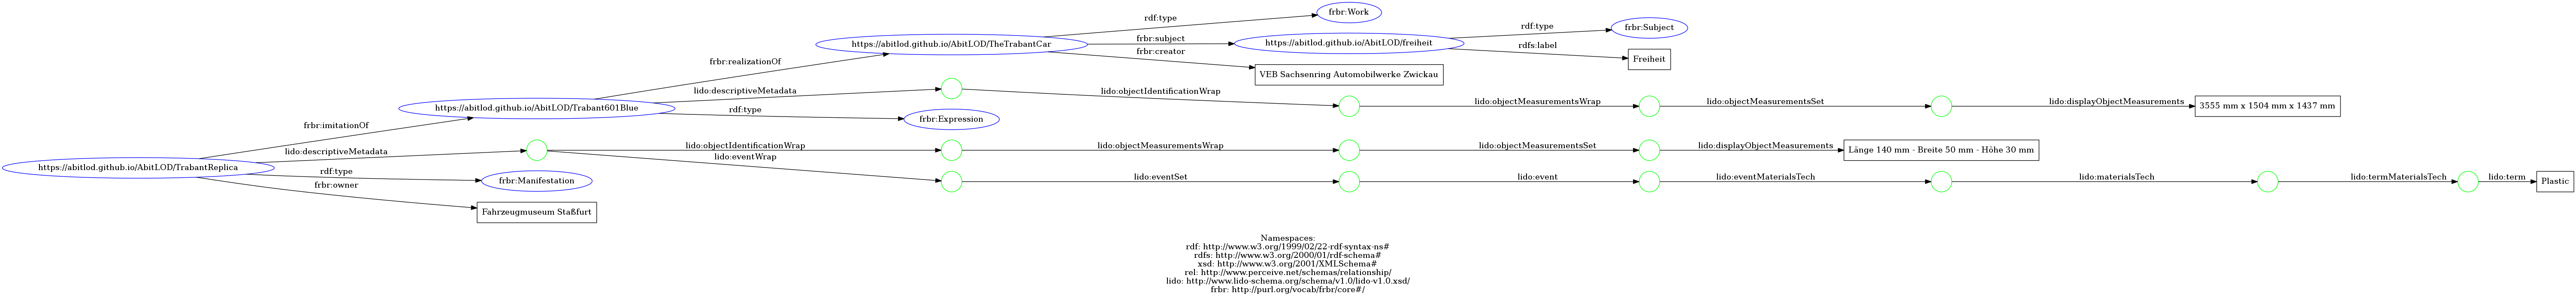 frbr:Work
rdf:type
rdf:type
frbr:Subject
https://abitlod.github.io/AbitLOD/TheTrabantCar
frbr:subject
https://abitlod.github.io/AbitLOD/freiheit
frbr:creator
rdfs:label
Freiheit
frbr:realizationOf
VEB Sachsenring Automobilwerke Zwickau
lido:descriptiveMetadata
lido:objectIdentificationWrap
https://abitlod.github.io/AbitLOD/Trabant601Blue
lido:objectMeasurementsWrap
lido:objectMeasurementsSet
lido:displayObjectMeasurements
3555 mm x 1504 mm x 1437 mm
rdf:type
frbr:Expression
frbr:imitationOf
lido:descriptiveMetadata
lido:objectIdentificationWrap
lido:objectMeasurementsWrap
lido:objectMeasurementsSet
lido:displayObjectMeasurements
Länge 140 mm - Breite 50 mm - Höhe 30 mm
lido:eventWrap
https://abitlod.github.io/AbitLOD/TrabantReplica
rdf:type
frbr:Manifestation
lido:eventSet
lido:event
lido:eventMaterialsTech
lido:materialsTech
lido:termMaterialsTech
lido:term
Plastic
frbr:owner
Fahrzeugmuseum Staßfurt
Namespaces:
rdf: http://www.w3.org/1999/02/22-rdf-syntax-ns#
rdfs: http://www.w3.org/2000/01/rdf-schema#
xsd: http://www.w3.org/2001/XMLSchema#
rel: http://www.perceive.net/schemas/relationship/
lido: http://www.lido-schema.org/schema/v1.0/lido-v1.0.xsd/
frbr: http://purl.org/vocab/frbr/core#/